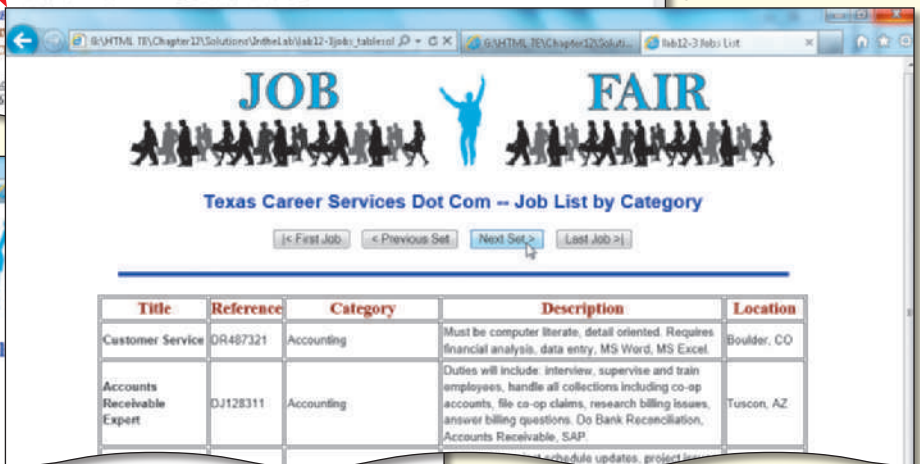 G:\HTML 7E\Chapter12\Solutions\IntheLab\lab12-3jobs_tablesol
G:\HTML 7E\Chapter12\Soluti...
lab12-3 Jobs List
JOB FAIR
Texas Career Services Dot Com -- Job List by Category
|< First Job < Previous Set Next Set > Last Job >|
Title Reference Category Description Location
Customer Service DR487321 Accounting Must be computer literate, detail oriented. Requires
financial analysis, data entry, MS Word, MS Excel. Boulder, CO
Accounts
Receivable
Expert
DJ128311 Accounting
Duties will include: interview, supervise and train
employees, handle all collections including co-op
accounts, file co-op claims, research billing issues,
answer billing questions. Do Bank Reconciliation,
Accounts Receivable, SAP.
Tuscon, AZ
schedule updates, project